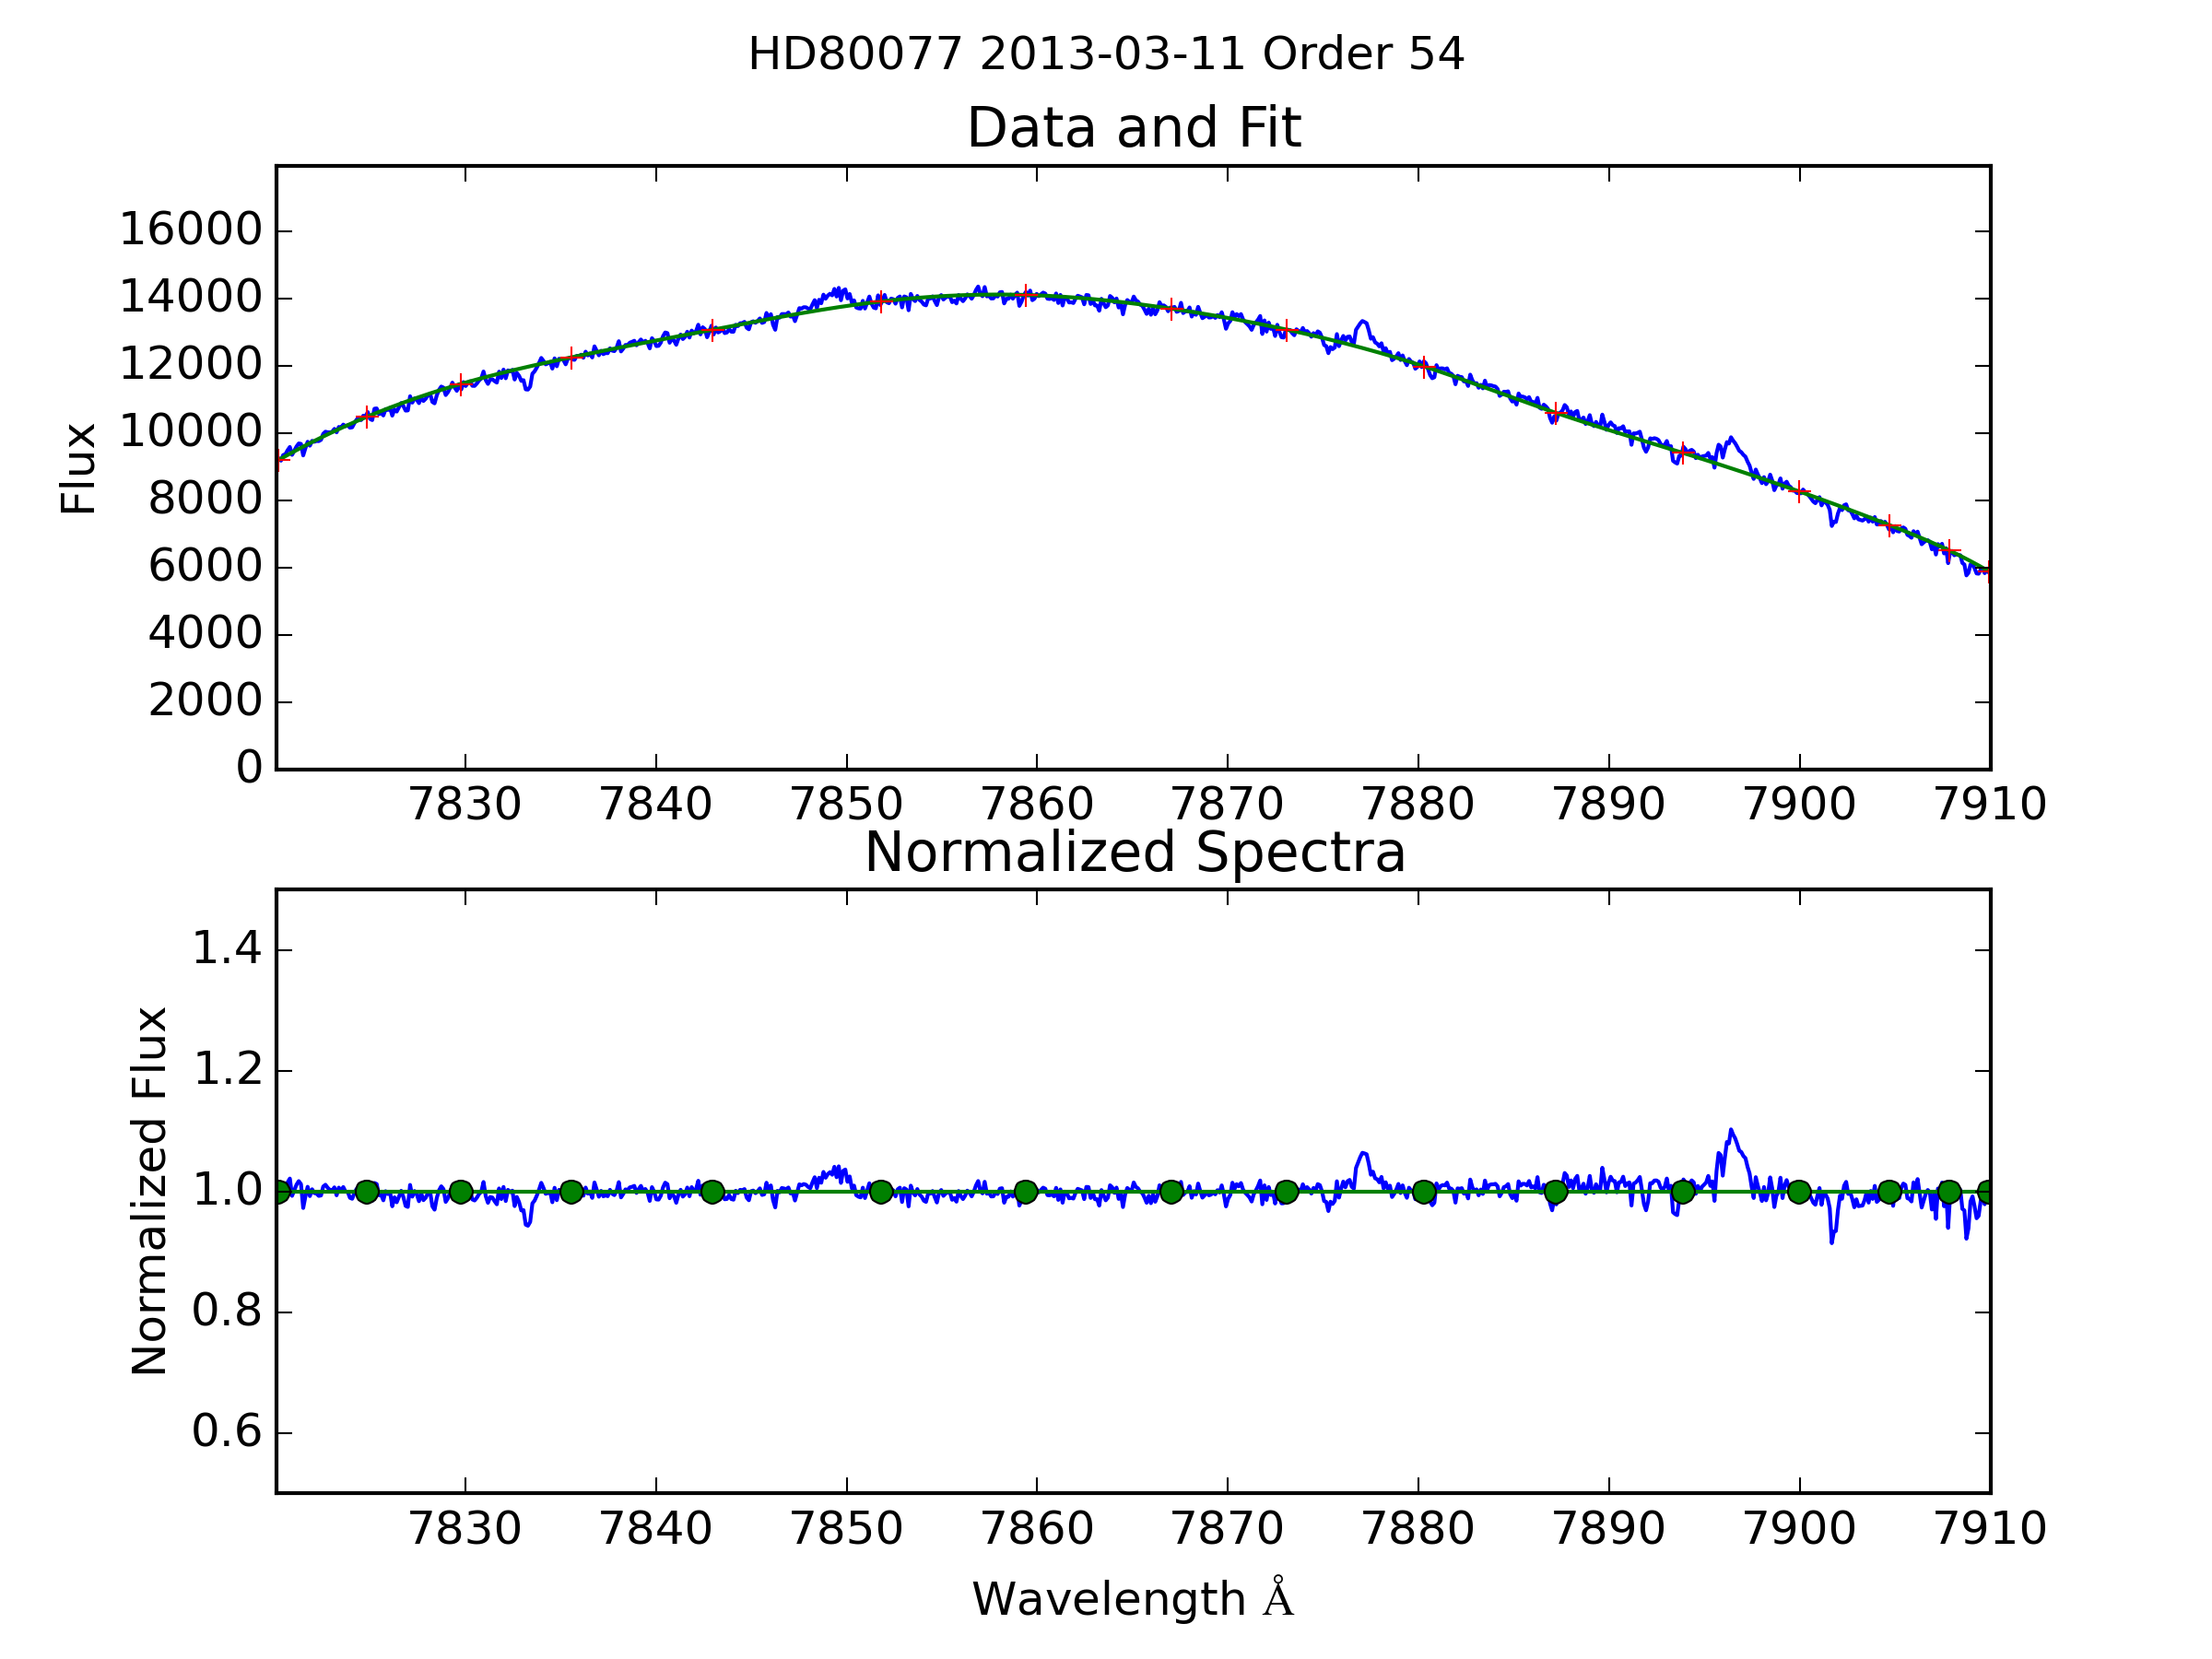 HD80077 2013-03-11 Order 54
Data and Fit
Flux
16000
14000
12000
10000
8000
6000
4000
2000
0
7830 7840 7850 7860 7870 7880 7890 7900 7910
Normalized Spectra
Normalized Flux
1.4
1.2
1.0
0.8
0.6
7830 7840 7850 7860 7870 7880 7890 7900 7910
Wavelength Å